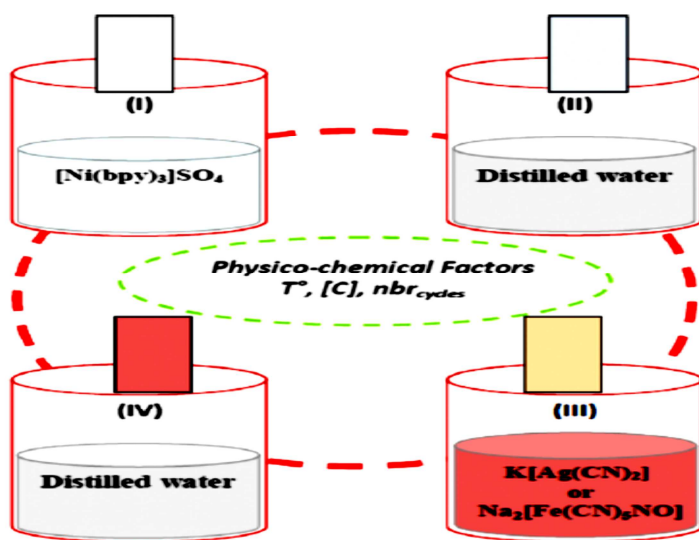 (I)
[Ni(bpy)₃]SO₄
(II)
Distilled water
Physico-chemical Factors
T°, [C], nbr_cycles
(IV)
Distilled water
(III)
K[Ag(CN)₂]
or
Na₂[Fe(CN)₅NO]